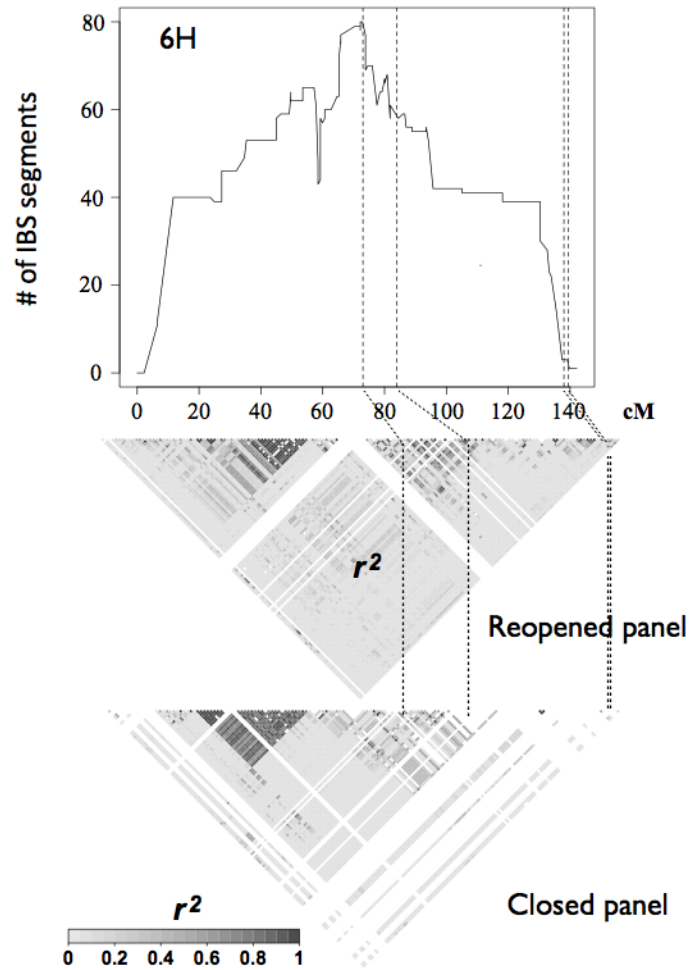 6H
# of IBS segments
80
60
40
20
0
0 20 40 60 80 100 120 140 cM
r²
Reopened panel
r²
Closed panel
0 0.2 0.4 0.6 0.8 1